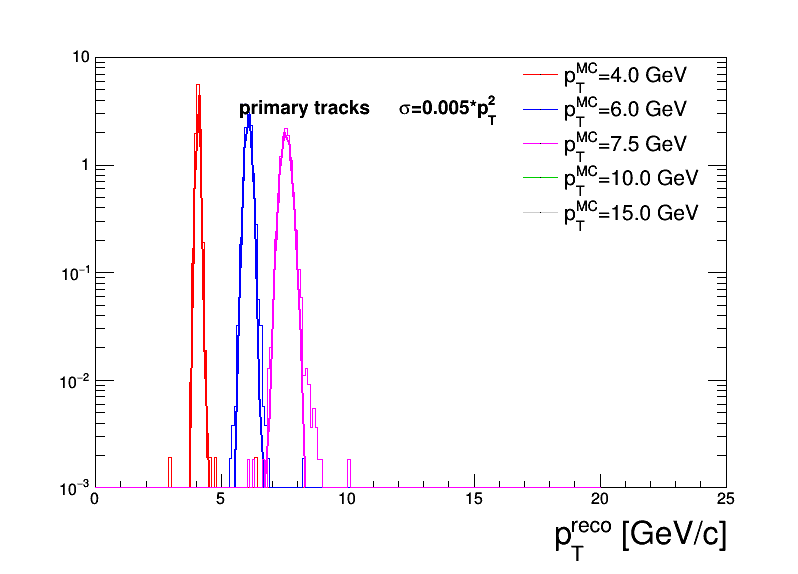 10
p_T^MC=4.0 GeV
primary tracks σ=0.005*p_T^2
p_T^MC=6.0 GeV
p_T^MC=7.5 GeV
1
p_T^MC=10.0 GeV
p_T^MC=15.0 GeV
10^−1
10^−2
10^−3
0 5 10 15 20 25
p_T^reco [GeV/c]